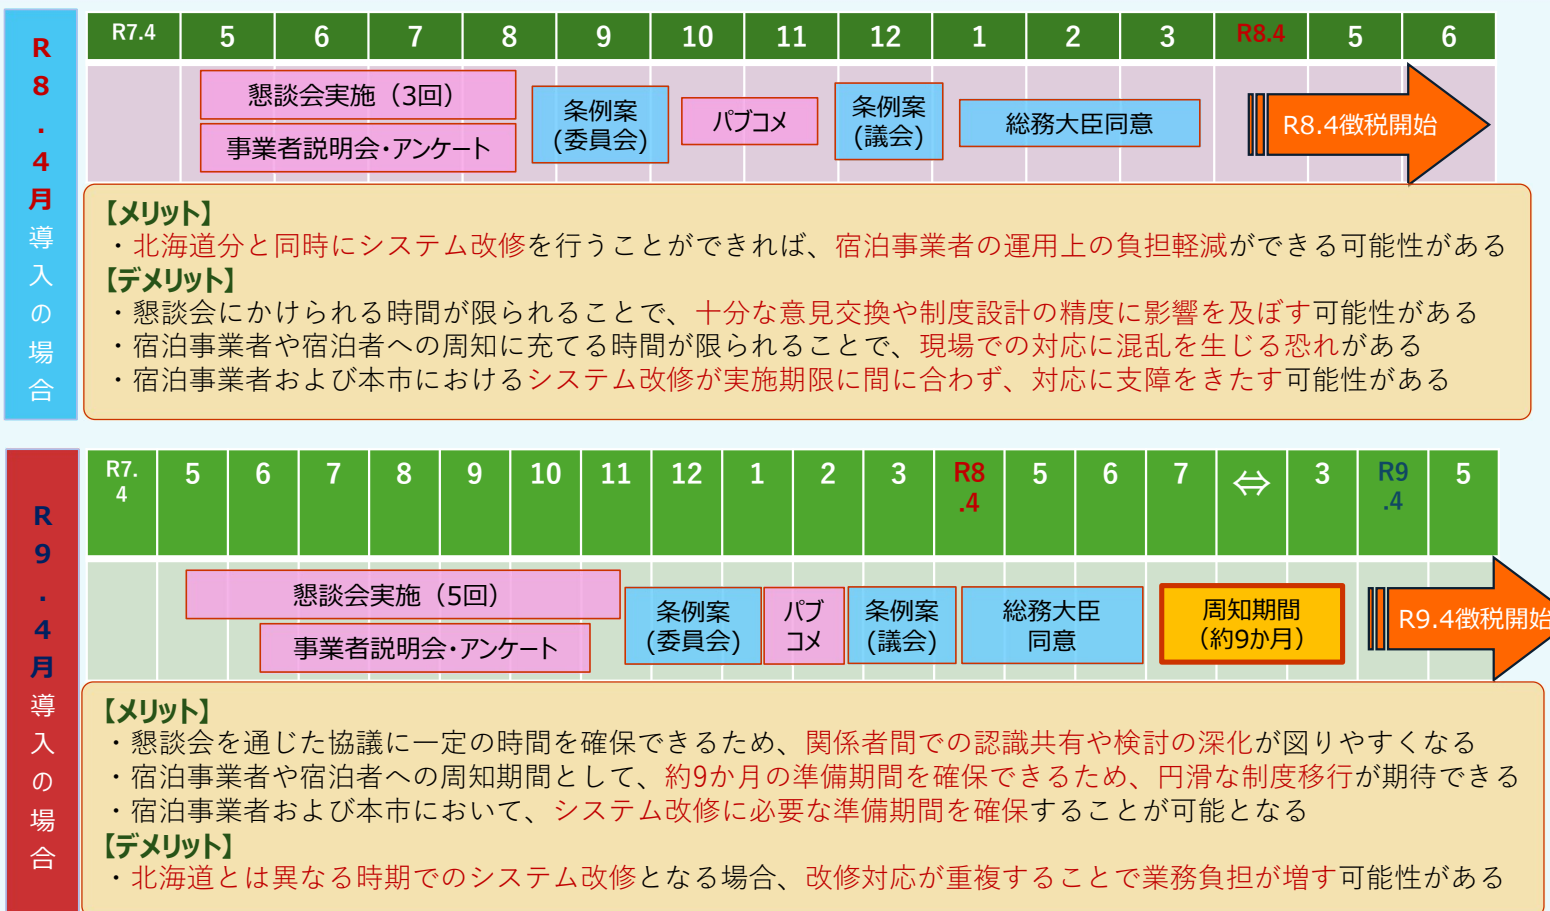 R8.4月導入の場合
R7.4 5 6 7 8 9 10 11 12 1 2 3 R8.4 5 6
懇談会実施（3回）
事業者説明会・アンケート
条例案
(委員会)
パブコメ
条例案
(議会)
総務大臣同意
R8.4徴税開始
【メリット】
・北海道分と同時にシステム改修を行うことができれば、宿泊事業者の運用上の負担軽減ができる可能性がある
【デメリット】
・懇談会にかけられる時間が限られることで、十分な意見交換や制度設計の精度に影響を及ぼす可能性がある
・宿泊事業者や宿泊者への周知に充てる時間が限られることで、現場での対応に混乱を生じる恐れがある
・宿泊事業者および本市におけるシステム改修が実施期限に間に合わず、対応に支障をきたす可能性がある
R9.4月導入の場合
R7.4 5 6 7 8 9 10 11 12 1 2 3 R8.4 5 6 7 ⇔ 3 R9.4 5
懇談会実施（5回）
事業者説明会・アンケート
条例案
(委員会)
パブ
コメ
条例案
(議会)
総務大臣
同意
周知期間
（約9か月）
R9.4徴税開始
【メリット】
・懇談会を通じた協議に一定の時間を確保できるため、関係者間での認識共有や検討の深化が図りやすくなる
・宿泊事業者や宿泊者への周知期間として、約9か月の準備期間を確保できるため、円滑な制度移行が期待できる
・宿泊事業者および本市において、システム改修に必要な準備期間を確保することが可能となる
【デメリット】
・北海道とは異なる時期でのシステム改修となる場合、改修対応が重複することで業務負担が増す可能性がある